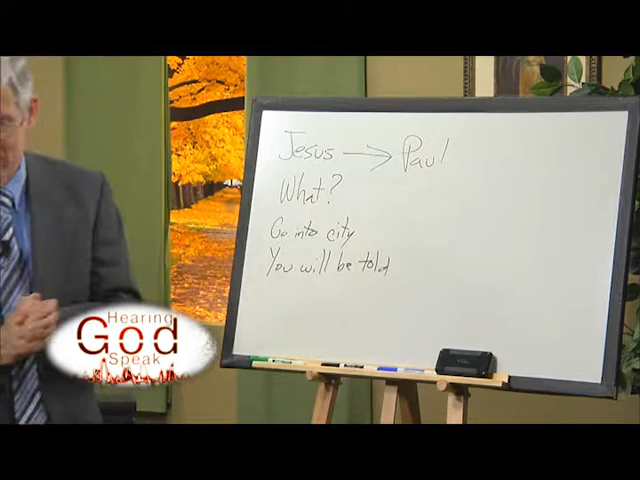 Jesus → Paul
What?
Go into city
You will be told
Hearing
God
Speak